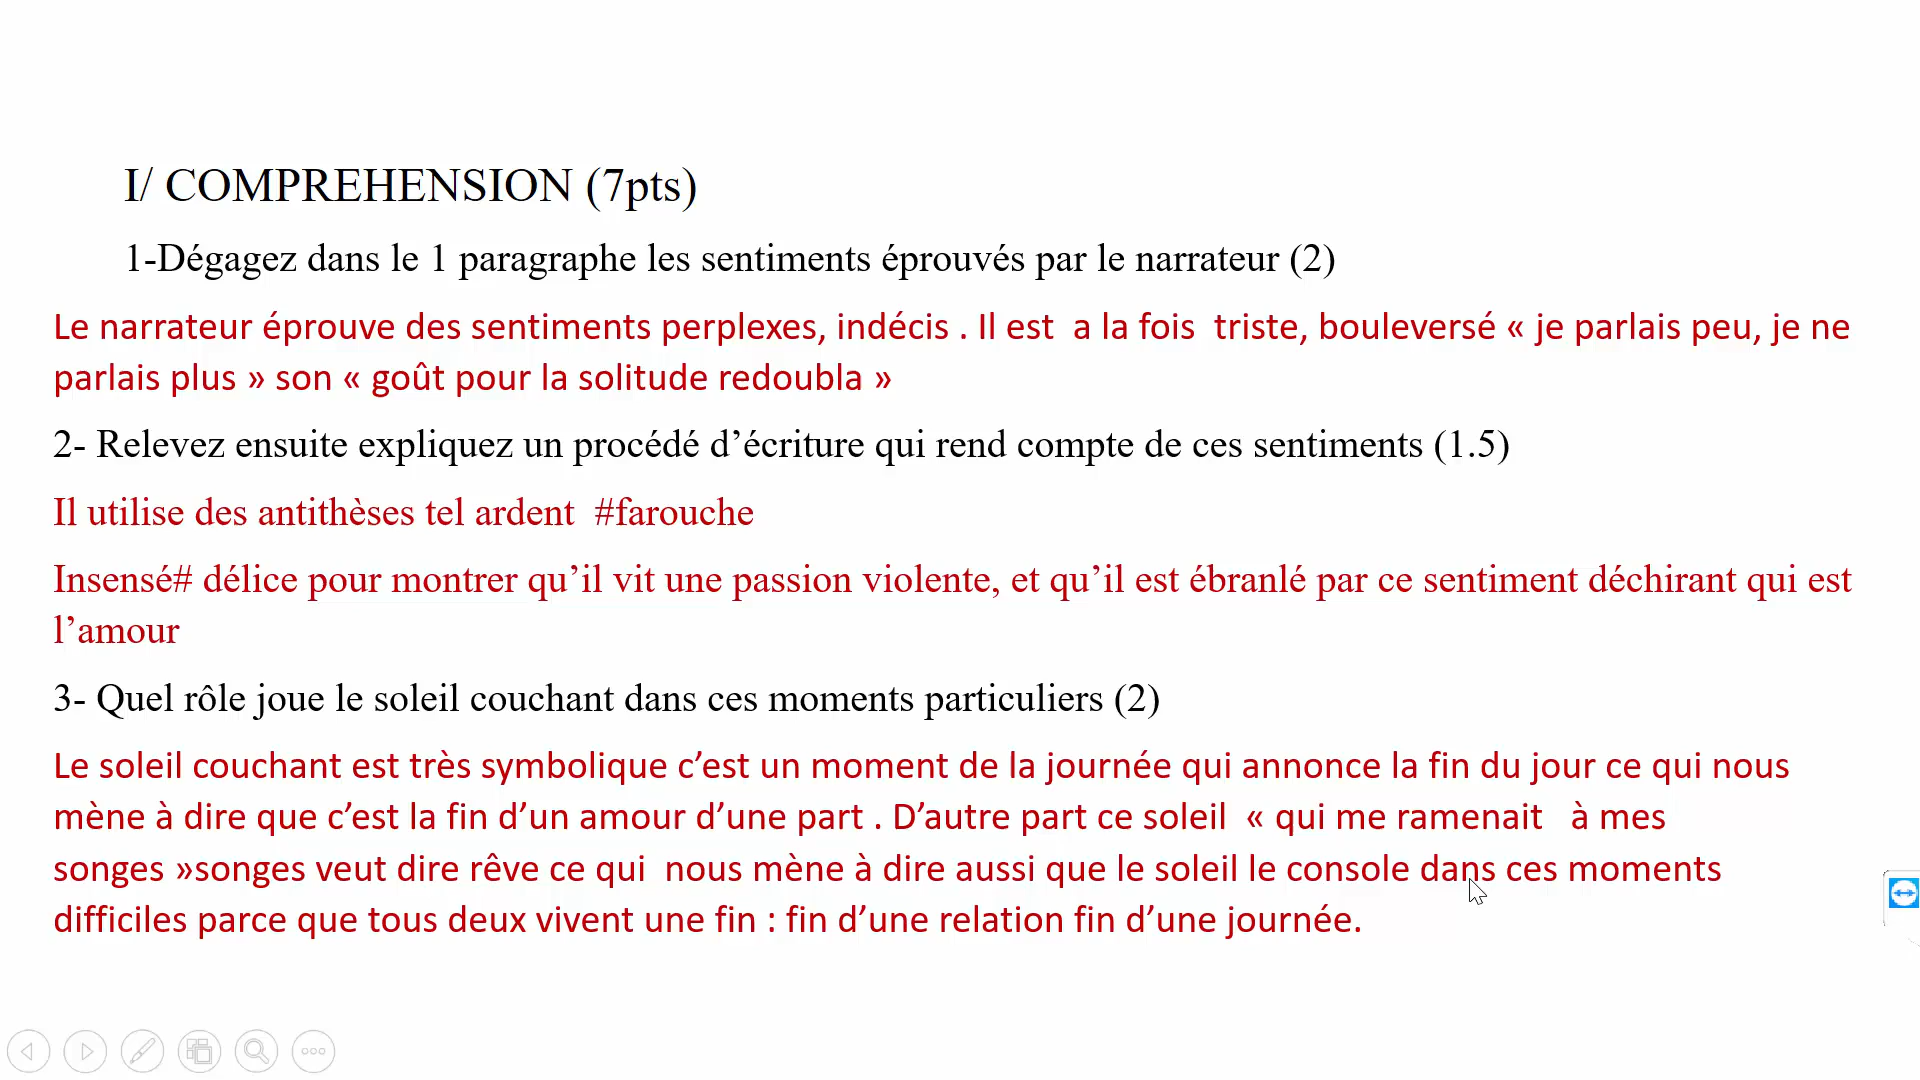 I/ COMPREHENSION (7pts)
1-Dégagez dans le 1 paragraphe les sentiments éprouvés par le narrateur (2)
Le narrateur éprouve des sentiments perplexes, indécis . Il est  a la fois  triste, bouleversé « je parlais peu, je ne
parlais plus » son « goût pour la solitude redoubla »
2- Relevez ensuite expliquez un procédé d’écriture qui rend compte de ces sentiments (1.5)
Il utilise des antithèses tel ardent  #farouche
Insensé# délice pour montrer qu’il vit une passion violente, et qu’il est ébranlé par ce sentiment déchirant qui est
l’amour
3- Quel rôle joue le soleil couchant dans ces moments particuliers (2)
Le soleil couchant est très symbolique c’est un moment de la journée qui annonce la fin du jour ce qui nous
mène à dire que c’est la fin d’un amour d’une part . D’autre part ce soleil  « qui me ramenait   à mes
songes »songes veut dire rêve ce qui  nous mène à dire aussi que le soleil le console dans ces moments
difficiles parce que tous deux vivent une fin : fin d’une relation fin d’une journée.